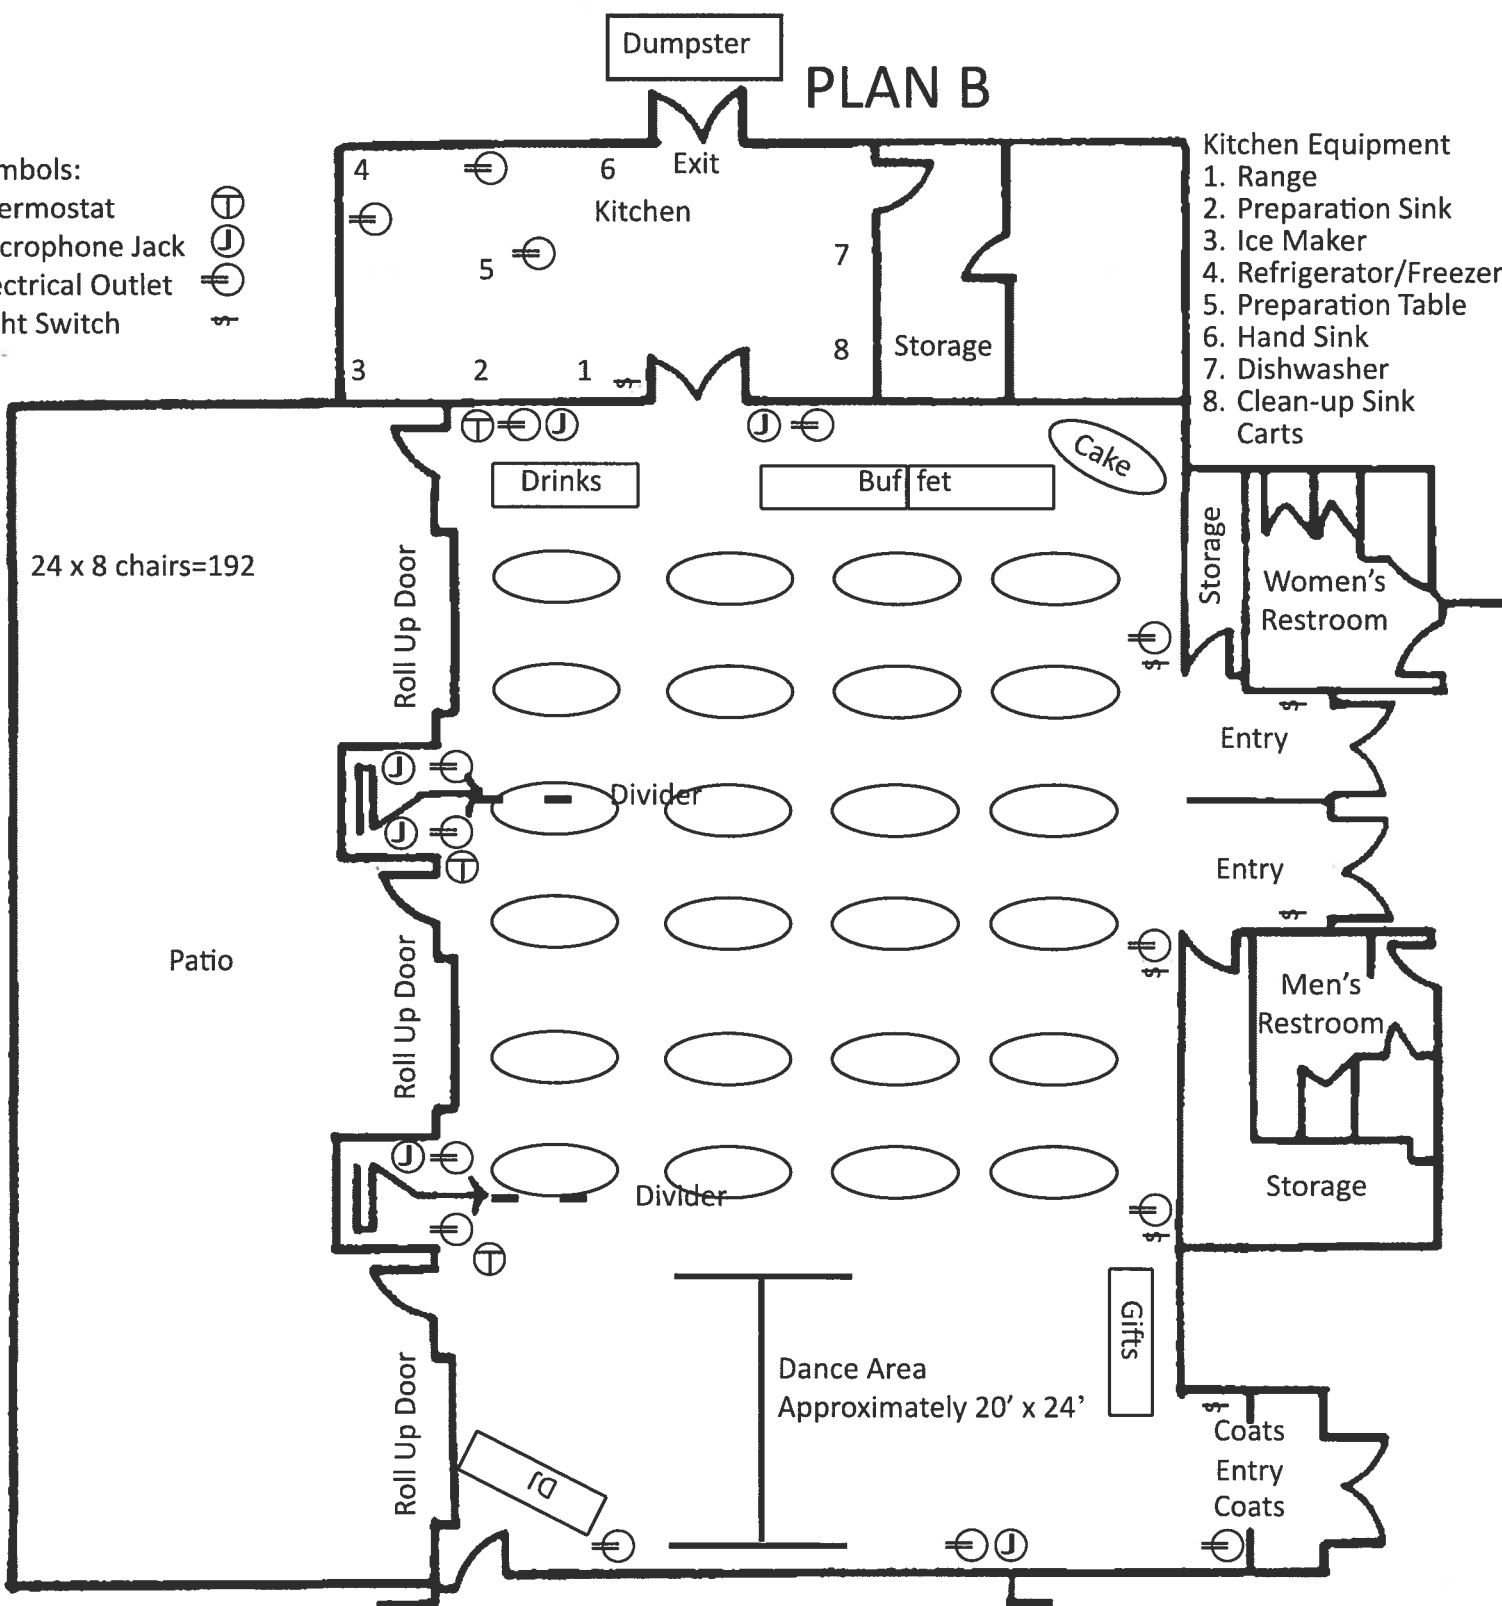 Dumpster
PLAN B
mbols:
ermostat T
crophone Jack J
ectrical Outlet
ht Switch $
Kitchen Equipment
1. Range
2. Preparation Sink
3. Ice Maker
4. Refrigerator/Freezer
5. Preparation Table
6. Hand Sink
7. Dishwasher
8. Clean-up Sink
Carts
4
6
Exit
Kitchen
7
5
8
Storage
3
2
1
$
T
J
J
Drinks
Buffet
Cake
24 x 8 chairs=192
Roll Up Door
Storage
Women's
Restroom
$
$
Entry
J
Divider
J
T
Entry
$
$
Patio
Roll Up Door
Men's
Restroom
J
Divider
Storage
$
T
Gifts
Dance Area
Approximately 20' x 24'
Roll Up Door
$
Coats
Entry
Coats
DJ
J